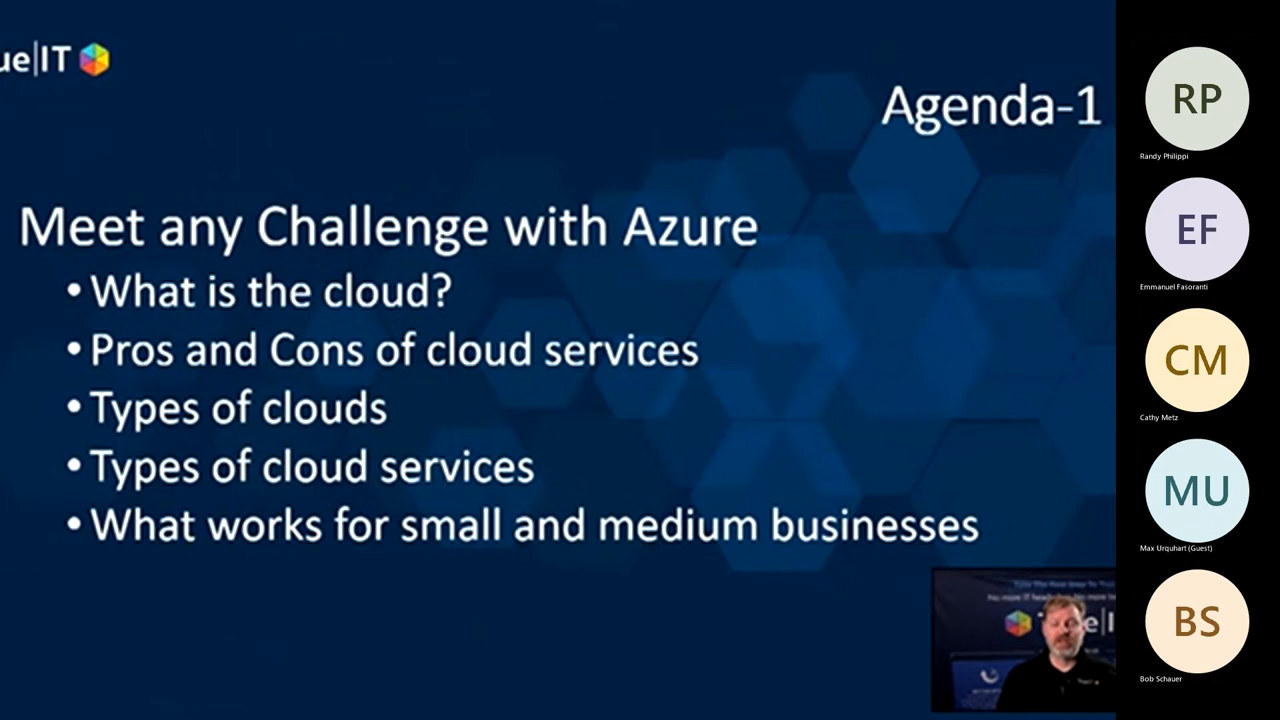 ue|IT
Agenda-1
Meet any Challenge with Azure
• What is the cloud?
• Pros and Cons of cloud services
• Types of clouds
• Types of cloud services
• What works for small and medium businesses
RP
Randy Philippi
EF
Emmanuel Fasoranti
CM
Cathy Metz
MU
Max Urquhart (Guest)
BS
Bob Schauer